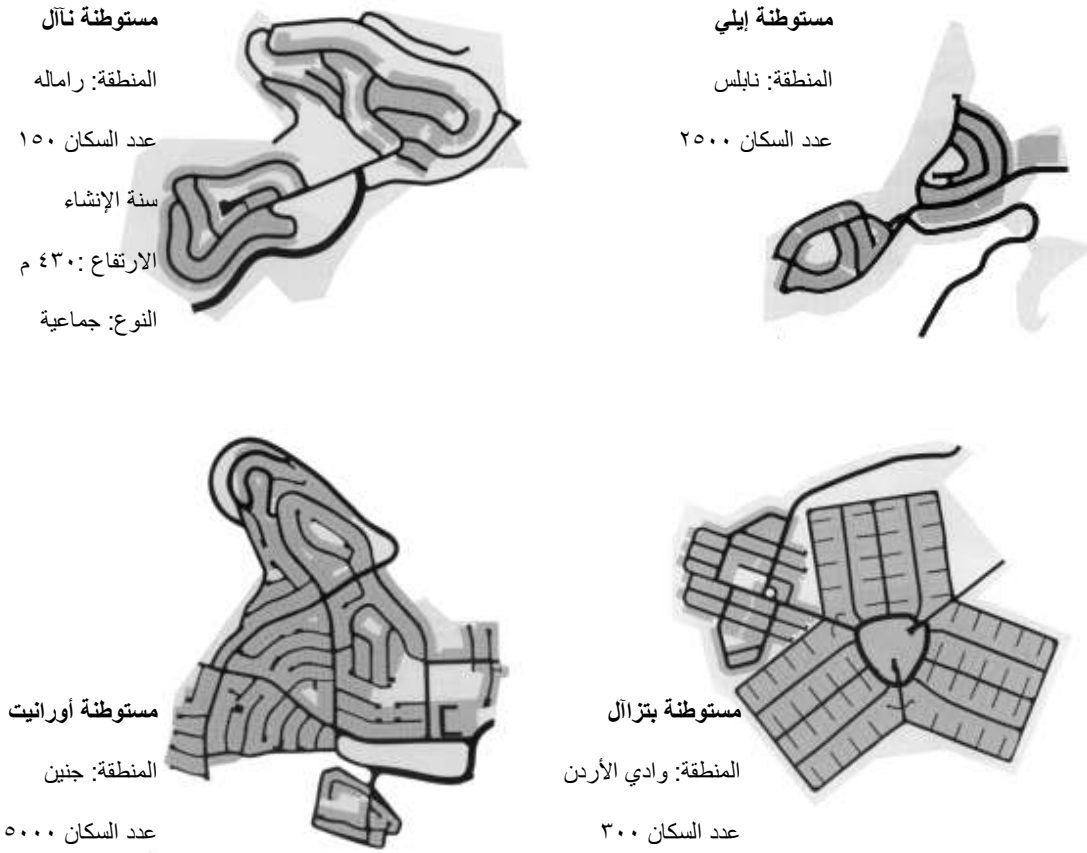 مستوطنة إيلي
المنطقة: نابلس
عدد السكان ٢٥٠٠
مستوطنة نآآل
المنطقة: راماله
عدد السكان ١٥٠
سنة الإنشاء
الارتفاع :٤٣٠ م
النوع: جماعية
مستوطنة بتزاآل
المنطقة: وادي الأردن
عدد السكان ٣٠٠
مستوطنة أورانيت
المنطقة: جنين
عدد السكان ٥٠٠٠